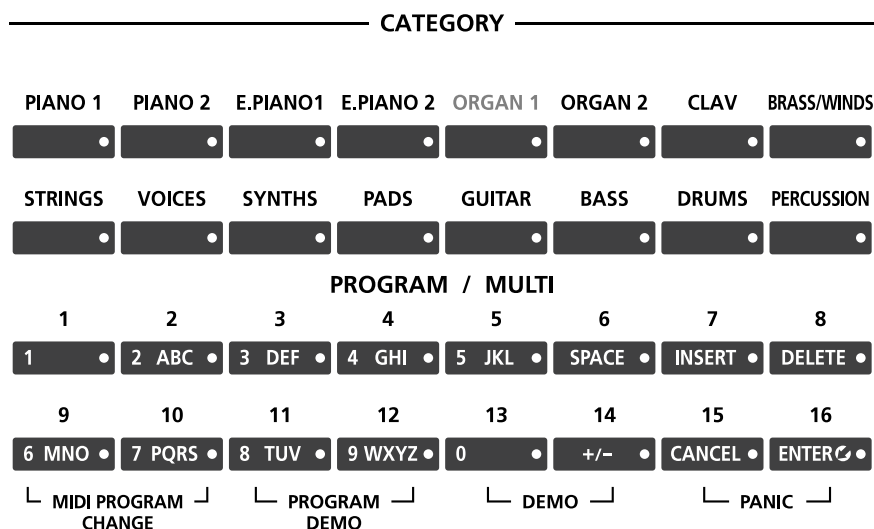 CATEGORY
PIANO 1 PIANO 2 E.PIANO1 E.PIANO 2 ORGAN 1 ORGAN 2 CLAV BRASS/WINDS
STRINGS VOICES SYNTHS PADS GUITAR BASS DRUMS PERCUSSION
PROGRAM / MULTI
1 2 3 4 5 6 7 8
1 2 ABC 3 DEF 4 GHI 5 JKL SPACE INSERT DELETE
9 10 11 12 13 14 15 16
6 MNO 7 PQRS 8 TUV 9 WXYZ 0 +/– CANCEL ENTER
MIDI PROGRAM PROGRAM DEMO PANIC
CHANGE DEMO